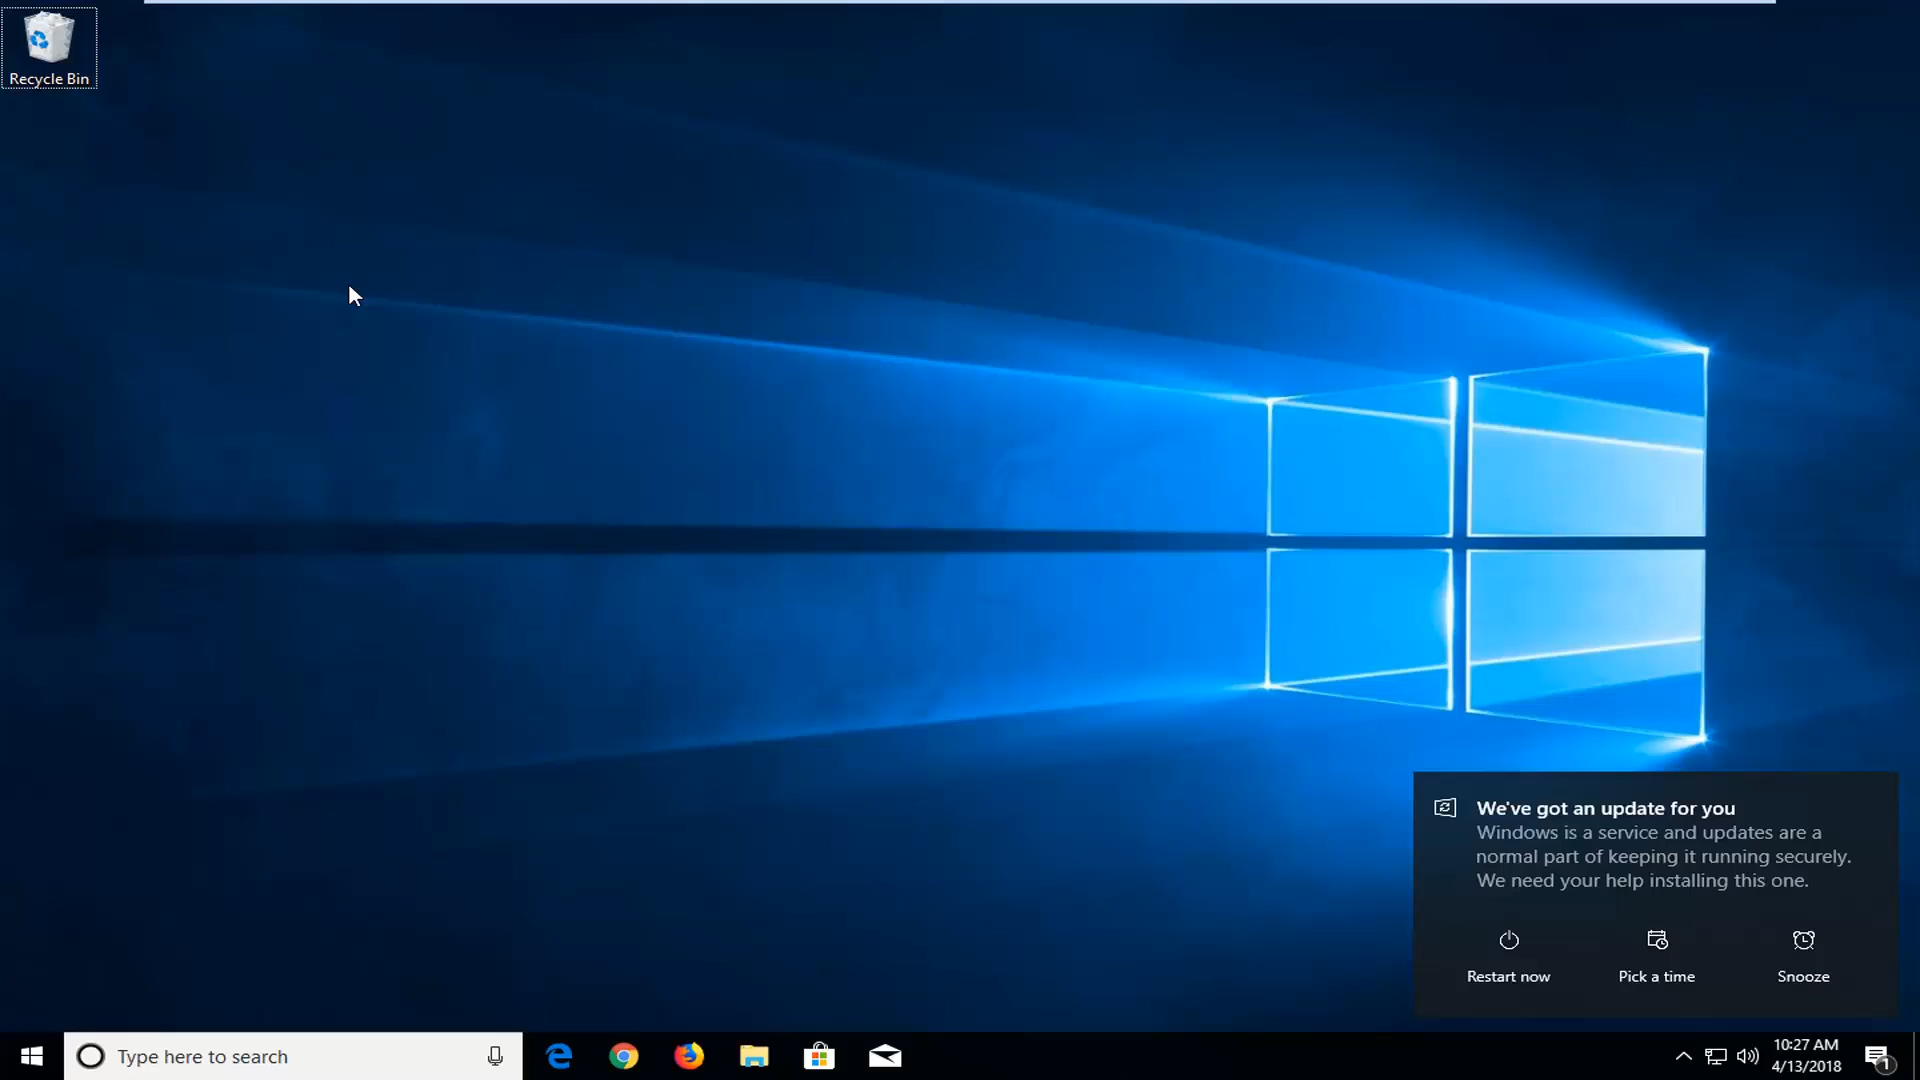 Recycle Bin
We've got an update for you
Windows is a service and updates are a
normal part of keeping it running securely.
We need your help installing this one.
Restart now
Pick a time
Snooze
Type here to search
10:27 AM
4/13/2018
1